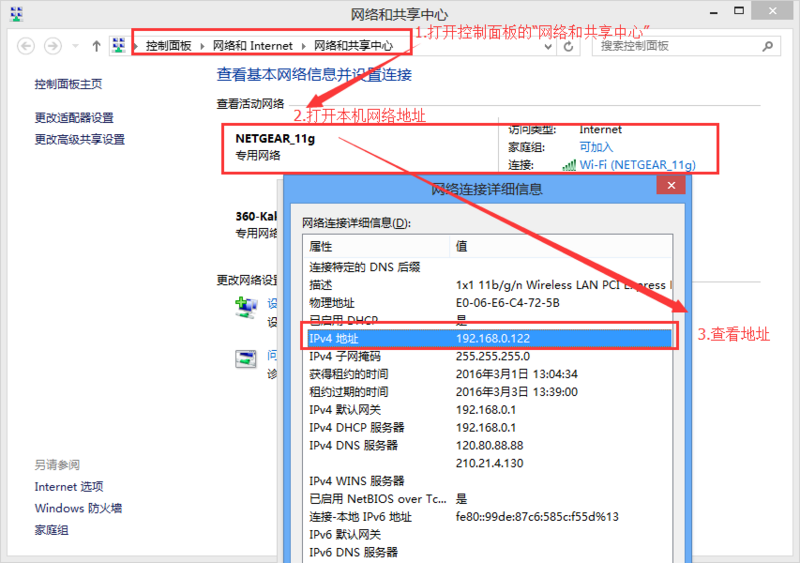 网络和共享中心
控制面板 网络和 Internet 网络和共享中心
搜索控制面板
1.打开控制面板的“网络和共享中心”
控制面板主页
更改适配器设置
更改高级共享设置
查看基本网络信息并设置连接
查看活动网络
2.打开本机网络地址
NETGEAR_11g
专用网络
访问类型: Internet
家庭组: 可加入
连接: Wi-Fi (NETGEAR_11g)
360-Kal
专用网络
更改网络设置
设
设
问
诊
网络连接详细信息
网络连接详细信息(D):
属性 值
连接特定的 DNS 后缀
描述 1x1 11b/g/n Wireless LAN PCI Express
物理地址 E0-06-E6-C4-72-5B
已启用 DHCP 是
IPv4 地址 192.168.0.122
3.查看地址
IPv4 子网掩码 255.255.255.0
获得租约的时间 2016年3月1日 13:04:34
租约过期的时间 2016年3月3日 13:39:00
IPv4 默认网关 192.168.0.1
IPv4 DHCP 服务器 192.168.0.1
IPv4 DNS 服务器 120.80.88.88
210.21.4.130
IPv4 WINS 服务器
已启用 NetBIOS over Tc... 是
连接-本地 IPv6 地址 fe80::99de:87c6:585c:f55d%13
IPv6 默认网关
IPv6 DNS 服务器
另请参阅
Internet 选项
Windows 防火墙
家庭组